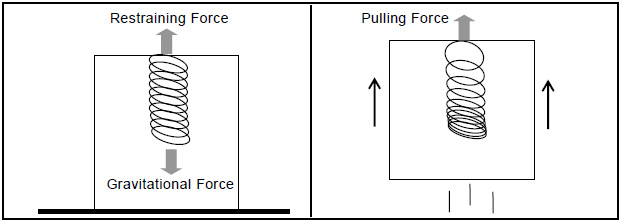 Restraining Force
Gravitational Force
Pulling Force